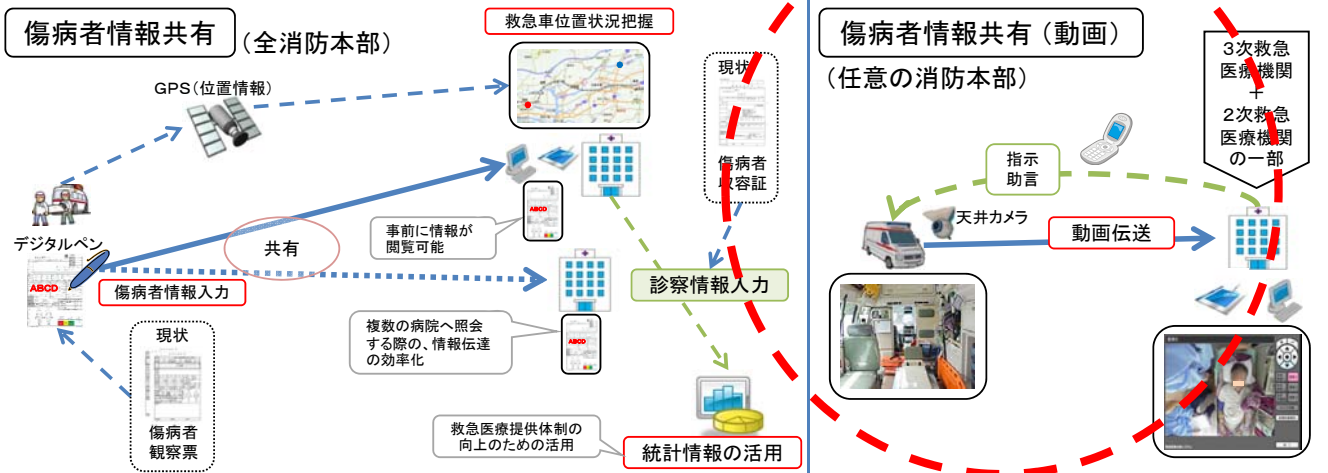 傷病者情報共有
(全消防本部)
救急車位置状況把握
GPS(位置情報)
現状
傷病者
収容証
デジタルペン
ABCD
傷病者情報入力
共有
ABCD
事前に情報が
閲覧可能
現状
傷病者
観察票
複数の病院へ照会
する際の、情報伝達
の効率化
ABCD
診察情報入力
救急医療提供体制の
向上のための活用
統計情報の活用
傷病者情報共有(動画)
(任意の消防本部)
3次救急
医療機関
+
2次救急
医療機関
の一部
指示
助言
天井カメラ
動画伝送